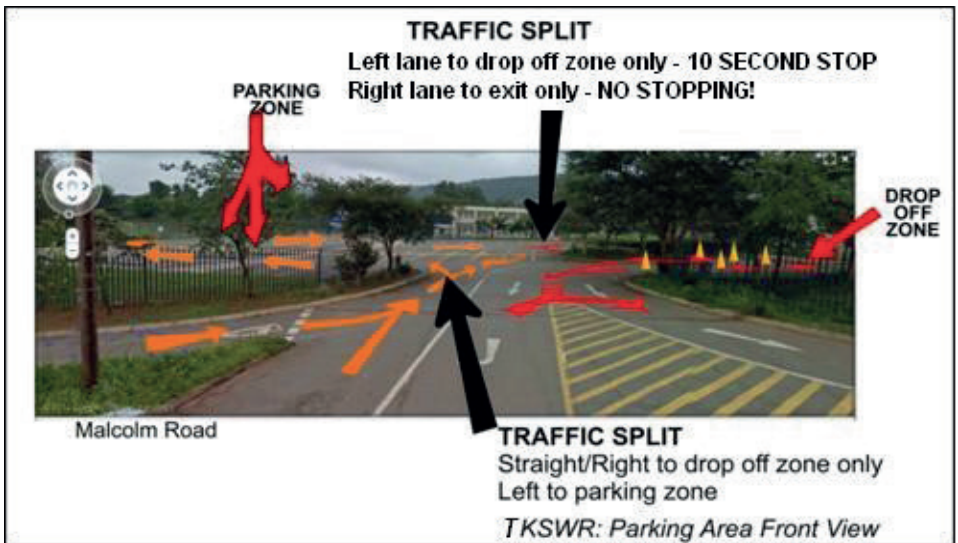 TRAFFIC SPLIT
Left lane to drop off zone only - 10 SECOND STOP
Right lane to exit only - NO STOPPING!
PARKING
ZONE
DROP
OFF
ZONE
Malcolm Road
TRAFFIC SPLIT
Straight/Right to drop off zone only
Left to parking zone
TKSWR: Parking Area Front View